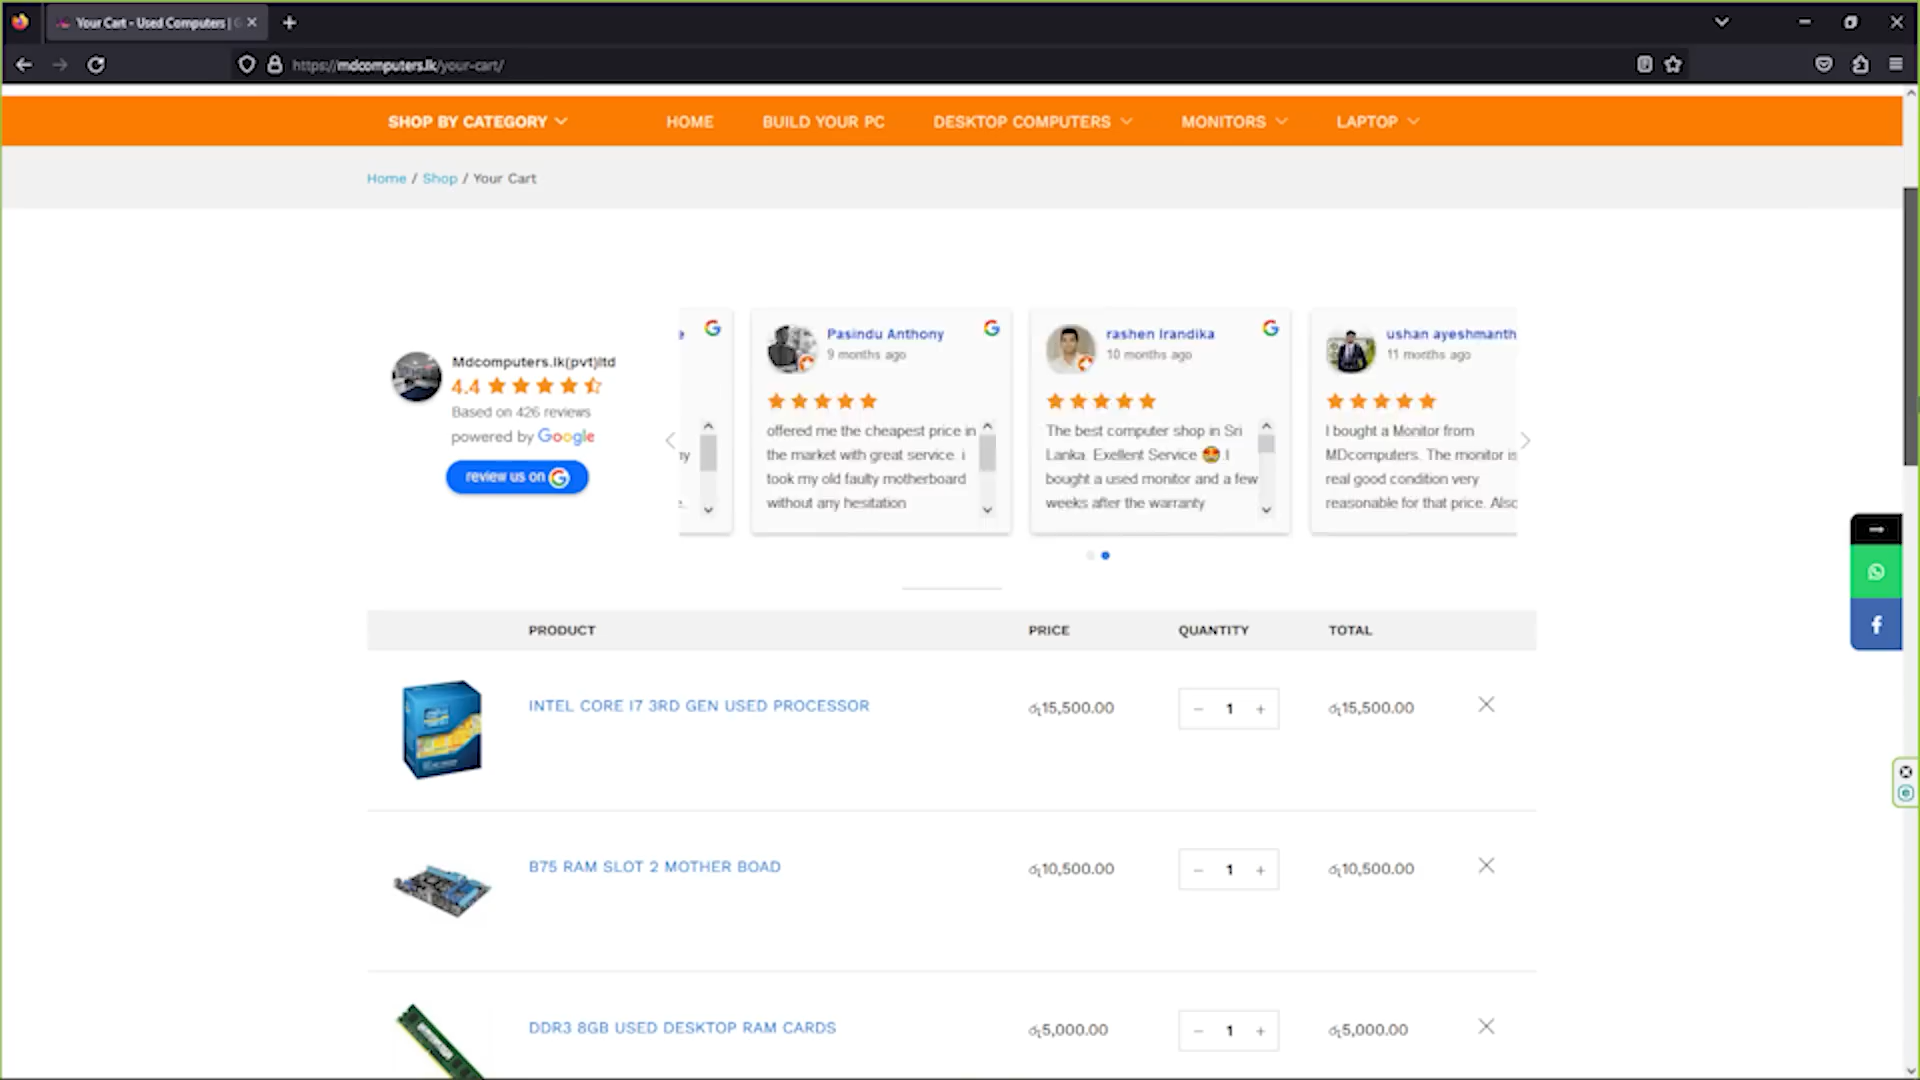 Your Cart - Used Computers |
https://mdcomputers.lk/your-cart/
SHOP BY CATEGORY
HOME
BUILD YOUR PC
DESKTOP COMPUTERS
MONITORS
LAPTOP
Home / Shop / Your Cart
Mdcomputers.lk(pvt)ltd
4.4
Based on 426 reviews
powered by Google
review us on G
e
y
e.
Pasindu Anthony
9 months ago
offered me the cheapest price in
the market with great service. i
took my old faulty motherboard
without any hesitation
rashen Irandika
10 months ago
The best computer shop in Sri
Lanka. Exellent Service 😍 I
bought a used monitor and a few
weeks after the warranty
ushan ayeshmanth
11 months ago
I bought a Monitor from
MDcomputers. The monitor is
real good condition very
reasonable for that price. Also
PRODUCT PRICE QUANTITY TOTAL
INTEL CORE I7 3RD GEN USED PROCESSOR රු15,500.00 − 1 + රු15,500.00
B75 RAM SLOT 2 MOTHER BOAD රු10,500.00 − 1 + රු10,500.00
DDR3 8GB USED DESKTOP RAM CARDS රු5,000.00 − 1 + රු5,000.00